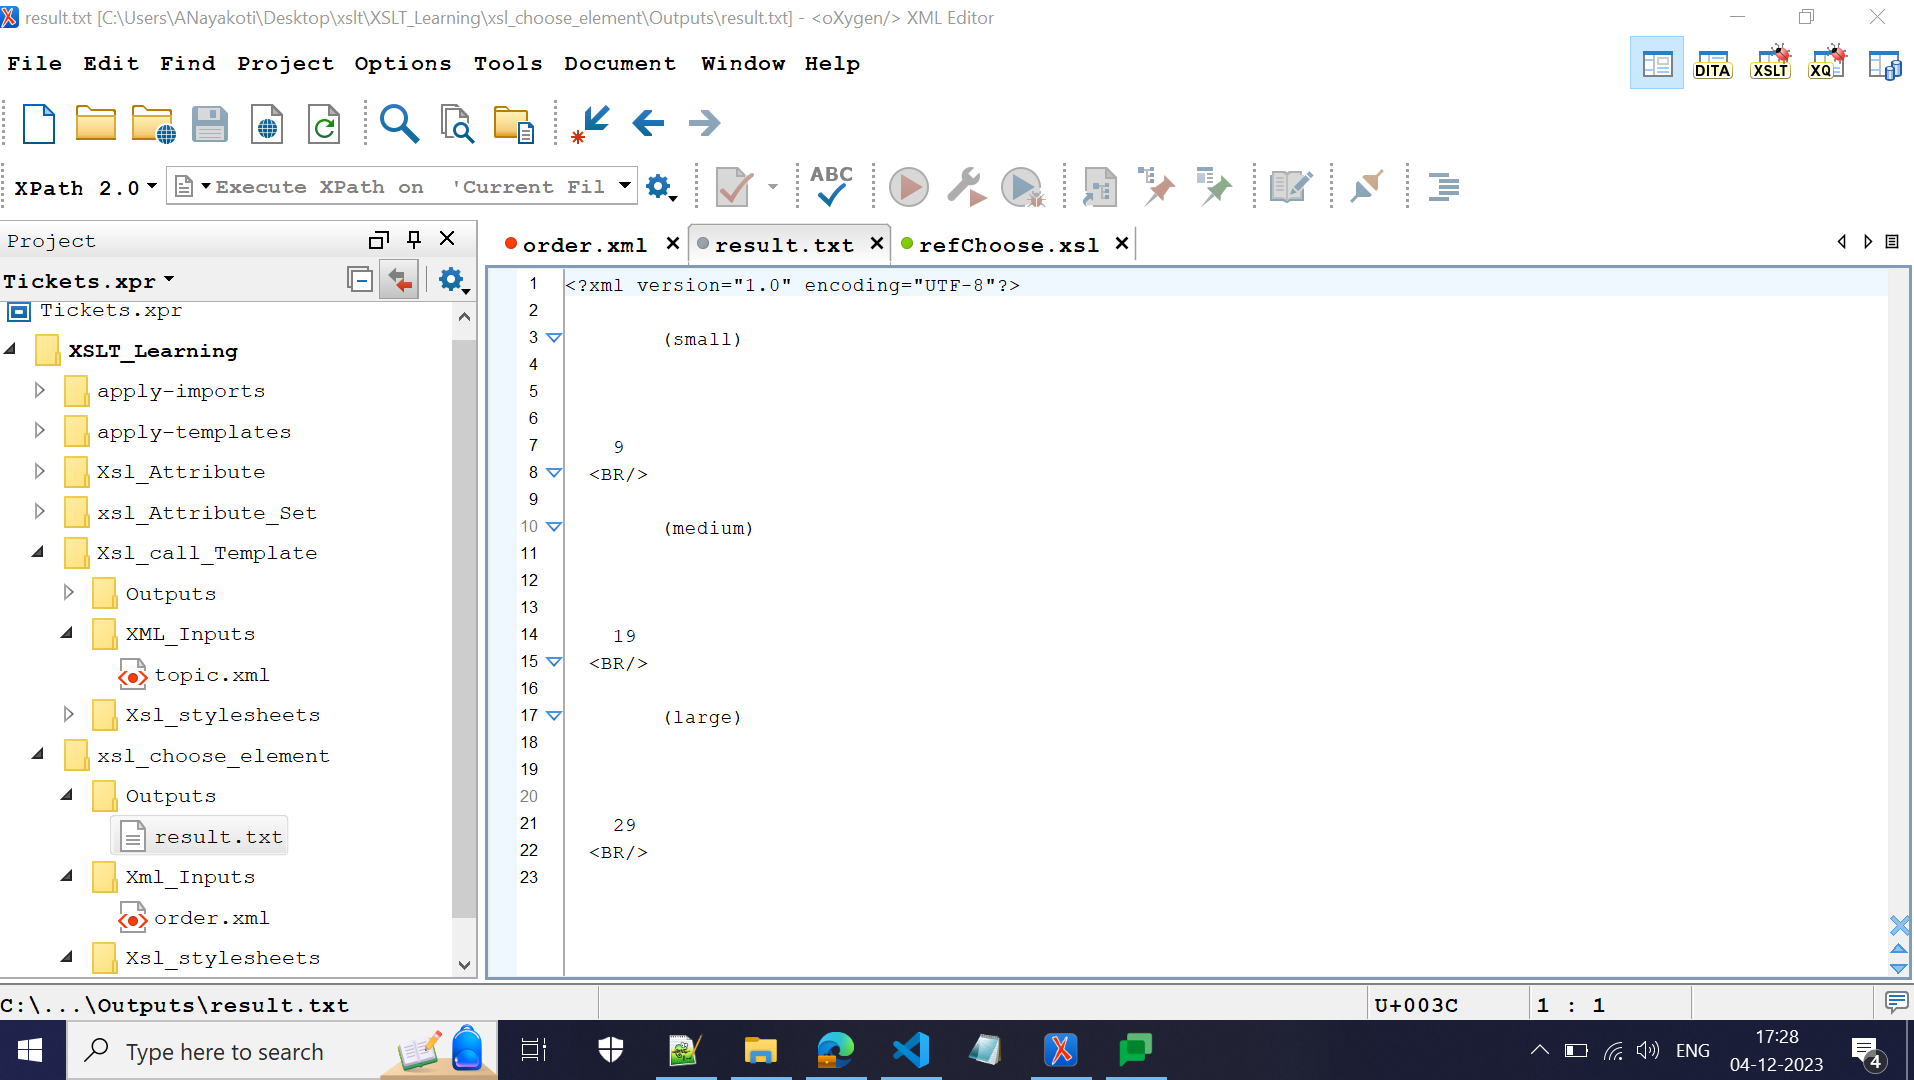 result.txt [C:\Users\ANayakoti\Desktop\xslt\XSLT_Learning\xsl_choose_element\Outputs\result.txt] - <oXygen/> XML Editor
File Edit Find Project Options Tools Document Window Help
DITA XSLT XQ
XPath 2.0 Execute XPath on 'Current Fil
ABC
Project
order.xml result.txt refChoose.xsl
Tickets.xpr
Tickets.xpr
XSLT_Learning
apply-imports
apply-templates
Xsl_Attribute
xsl_Attribute_Set
Xsl_call_Template
Outputs
XML_Inputs
topic.xml
Xsl_stylesheets
xsl_choose_element
Outputs
result.txt
Xml_Inputs
order.xml
Xsl_stylesheets
1 <?xml version="1.0" encoding="UTF-8"?>
2
3 (small)
4
5
6
7 9
8 <BR/>
9
10 (medium)
11
12
13
14 19
15 <BR/>
16
17 (large)
18
19
20
21 29
22 <BR/>
23
C:\...\Outputs\result.txt U+003C 1 : 1
Type here to search
ENG
17:28
04-12-2023
4